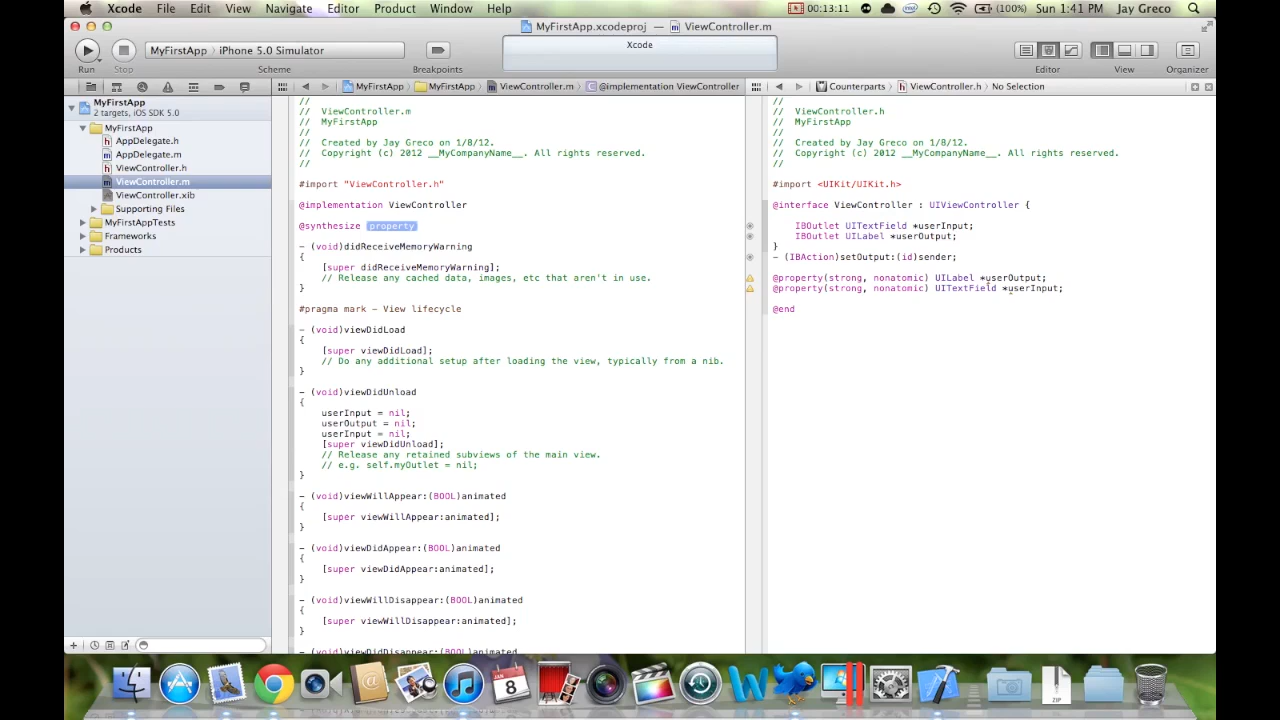 Xcode File Edit View Navigate Editor Product Window Help 00:13:11 (100%) Sun 1:41 PM Jay Greco
MyFirstApp.xcodeproj — ViewController.m
MyFirstApp iPhone 5.0 Simulator
Xcode
Run Stop Scheme Breakpoints Editor View Organizer
MyFirstApp
2 targets, iOS SDK 5.0
MyFirstApp
AppDelegate.h
AppDelegate.m
ViewController.h
ViewController.m
ViewController.xib
Supporting Files
MyFirstAppTests
Frameworks
Products
MyFirstApp MyFirstApp ViewController.m @implementation ViewController
//
// ViewController.m
// MyFirstApp
//
// Created by Jay Greco on 1/8/12.
// Copyright (c) 2012 __MyCompanyName__. All rights reserved.
//
#import "ViewController.h"
@implementation ViewController
@synthesize property
- (void)didReceiveMemoryWarning
{
[super didReceiveMemoryWarning];
// Release any cached data, images, etc that aren't in use.
}
#pragma mark - View lifecycle
- (void)viewDidLoad
{
[super viewDidLoad];
// Do any additional setup after loading the view, typically from a nib.
}
- (void)viewDidUnload
{
userInput = nil;
userOutput = nil;
userInput = nil;
[super viewDidUnload];
// Release any retained subviews of the main view.
// e.g. self.myOutlet = nil;
}
- (void)viewWillAppear:(BOOL)animated
{
[super viewWillAppear:animated];
}
- (void)viewDidAppear:(BOOL)animated
{
[super viewDidAppear:animated];
}
- (void)viewWillDisappear:(BOOL)animated
{
[super viewWillDisappear:animated];
}
- (void)viewDidDisappear:(BOOL)animated
Counterparts ViewController.h No Selection
//
// ViewController.h
// MyFirstApp
//
// Created by Jay Greco on 1/8/12.
// Copyright (c) 2012 __MyCompanyName__. All rights reserved.
//
#import <UIKit/UIKit.h>
@interface ViewController : UIViewController {
IBOutlet UITextField *userInput;
IBOutlet UILabel *userOutput;
}
- (IBAction)setOutput:(id)sender;
@property(strong, nonatomic) UILabel *userOutput;
@property(strong, nonatomic) UITextField *userInput;
@end
JAN
8
ZIP